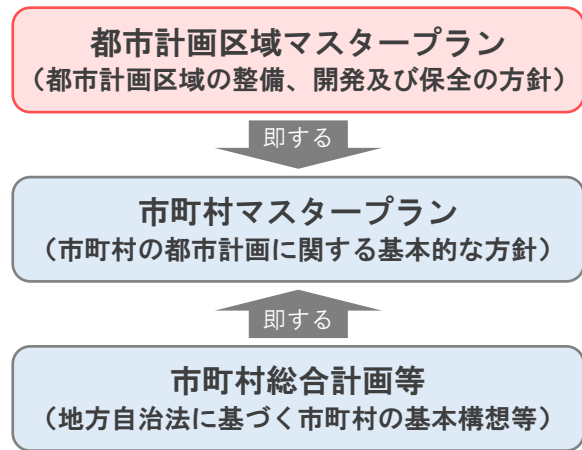 都市計画区域マスタープラン
（都市計画区域の整備、開発及び保全の方針）
即する
市町村マスタープラン
（市町村の都市計画に関する基本的な方針）
即する
市町村総合計画等
（地方自治法に基づく市町村の基本構想等）